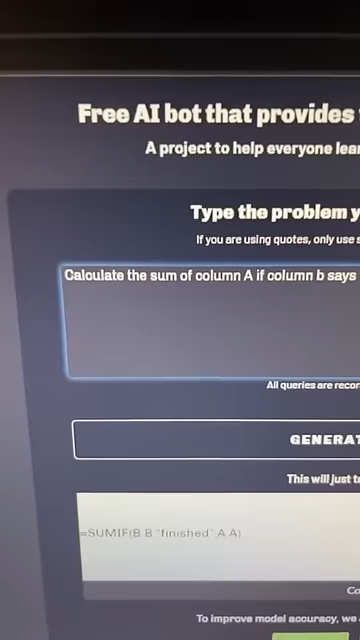 Free AI bot that provides
A project to help everyone lear
Type the problem y
If you are using quotes, only use s
Calculate the sum of column A if column b says
All queries are recor
GENERAT
This will just ta
=SUMIF(B:B,"finished",A:A)
Co
To improve model accuracy, we